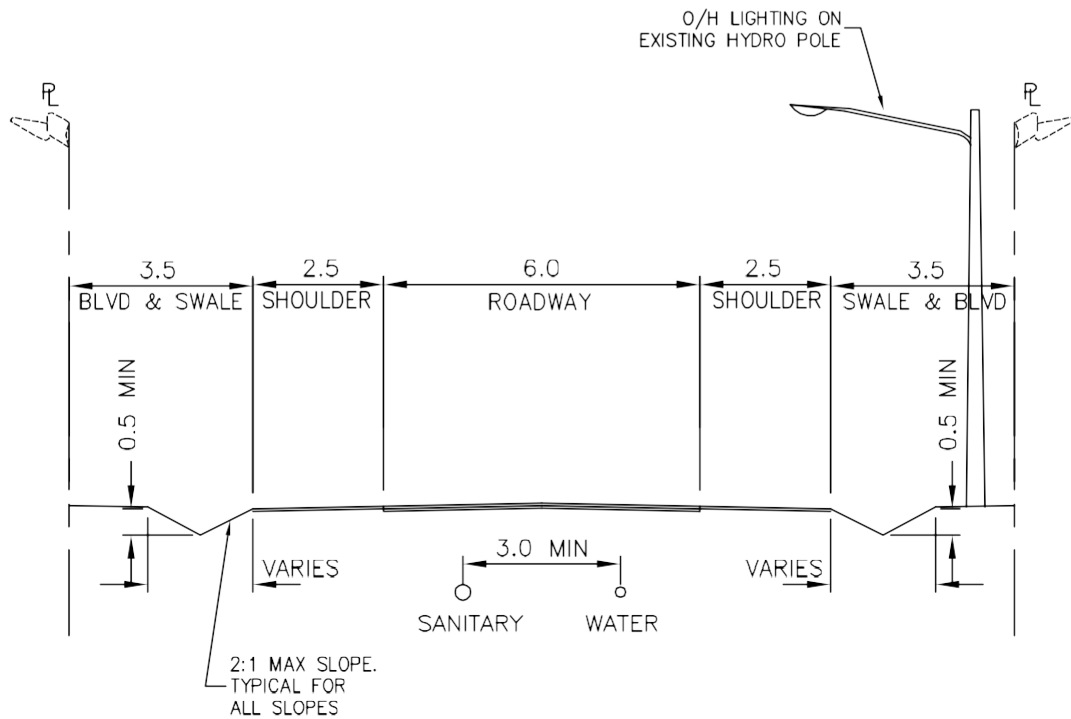 O/H LIGHTING ON
EXISTING HYDRO POLE
PL
PL
3.5
2.5
6.0
2.5
3.5
BLVD & SWALE
SHOULDER
ROADWAY
SHOULDER
SWALE & BLVD
0.5 MIN
0.5 MIN
3.0 MIN
VARIES
VARIES
SANITARY
WATER
2:1 MAX SLOPE.
TYPICAL FOR
ALL SLOPES